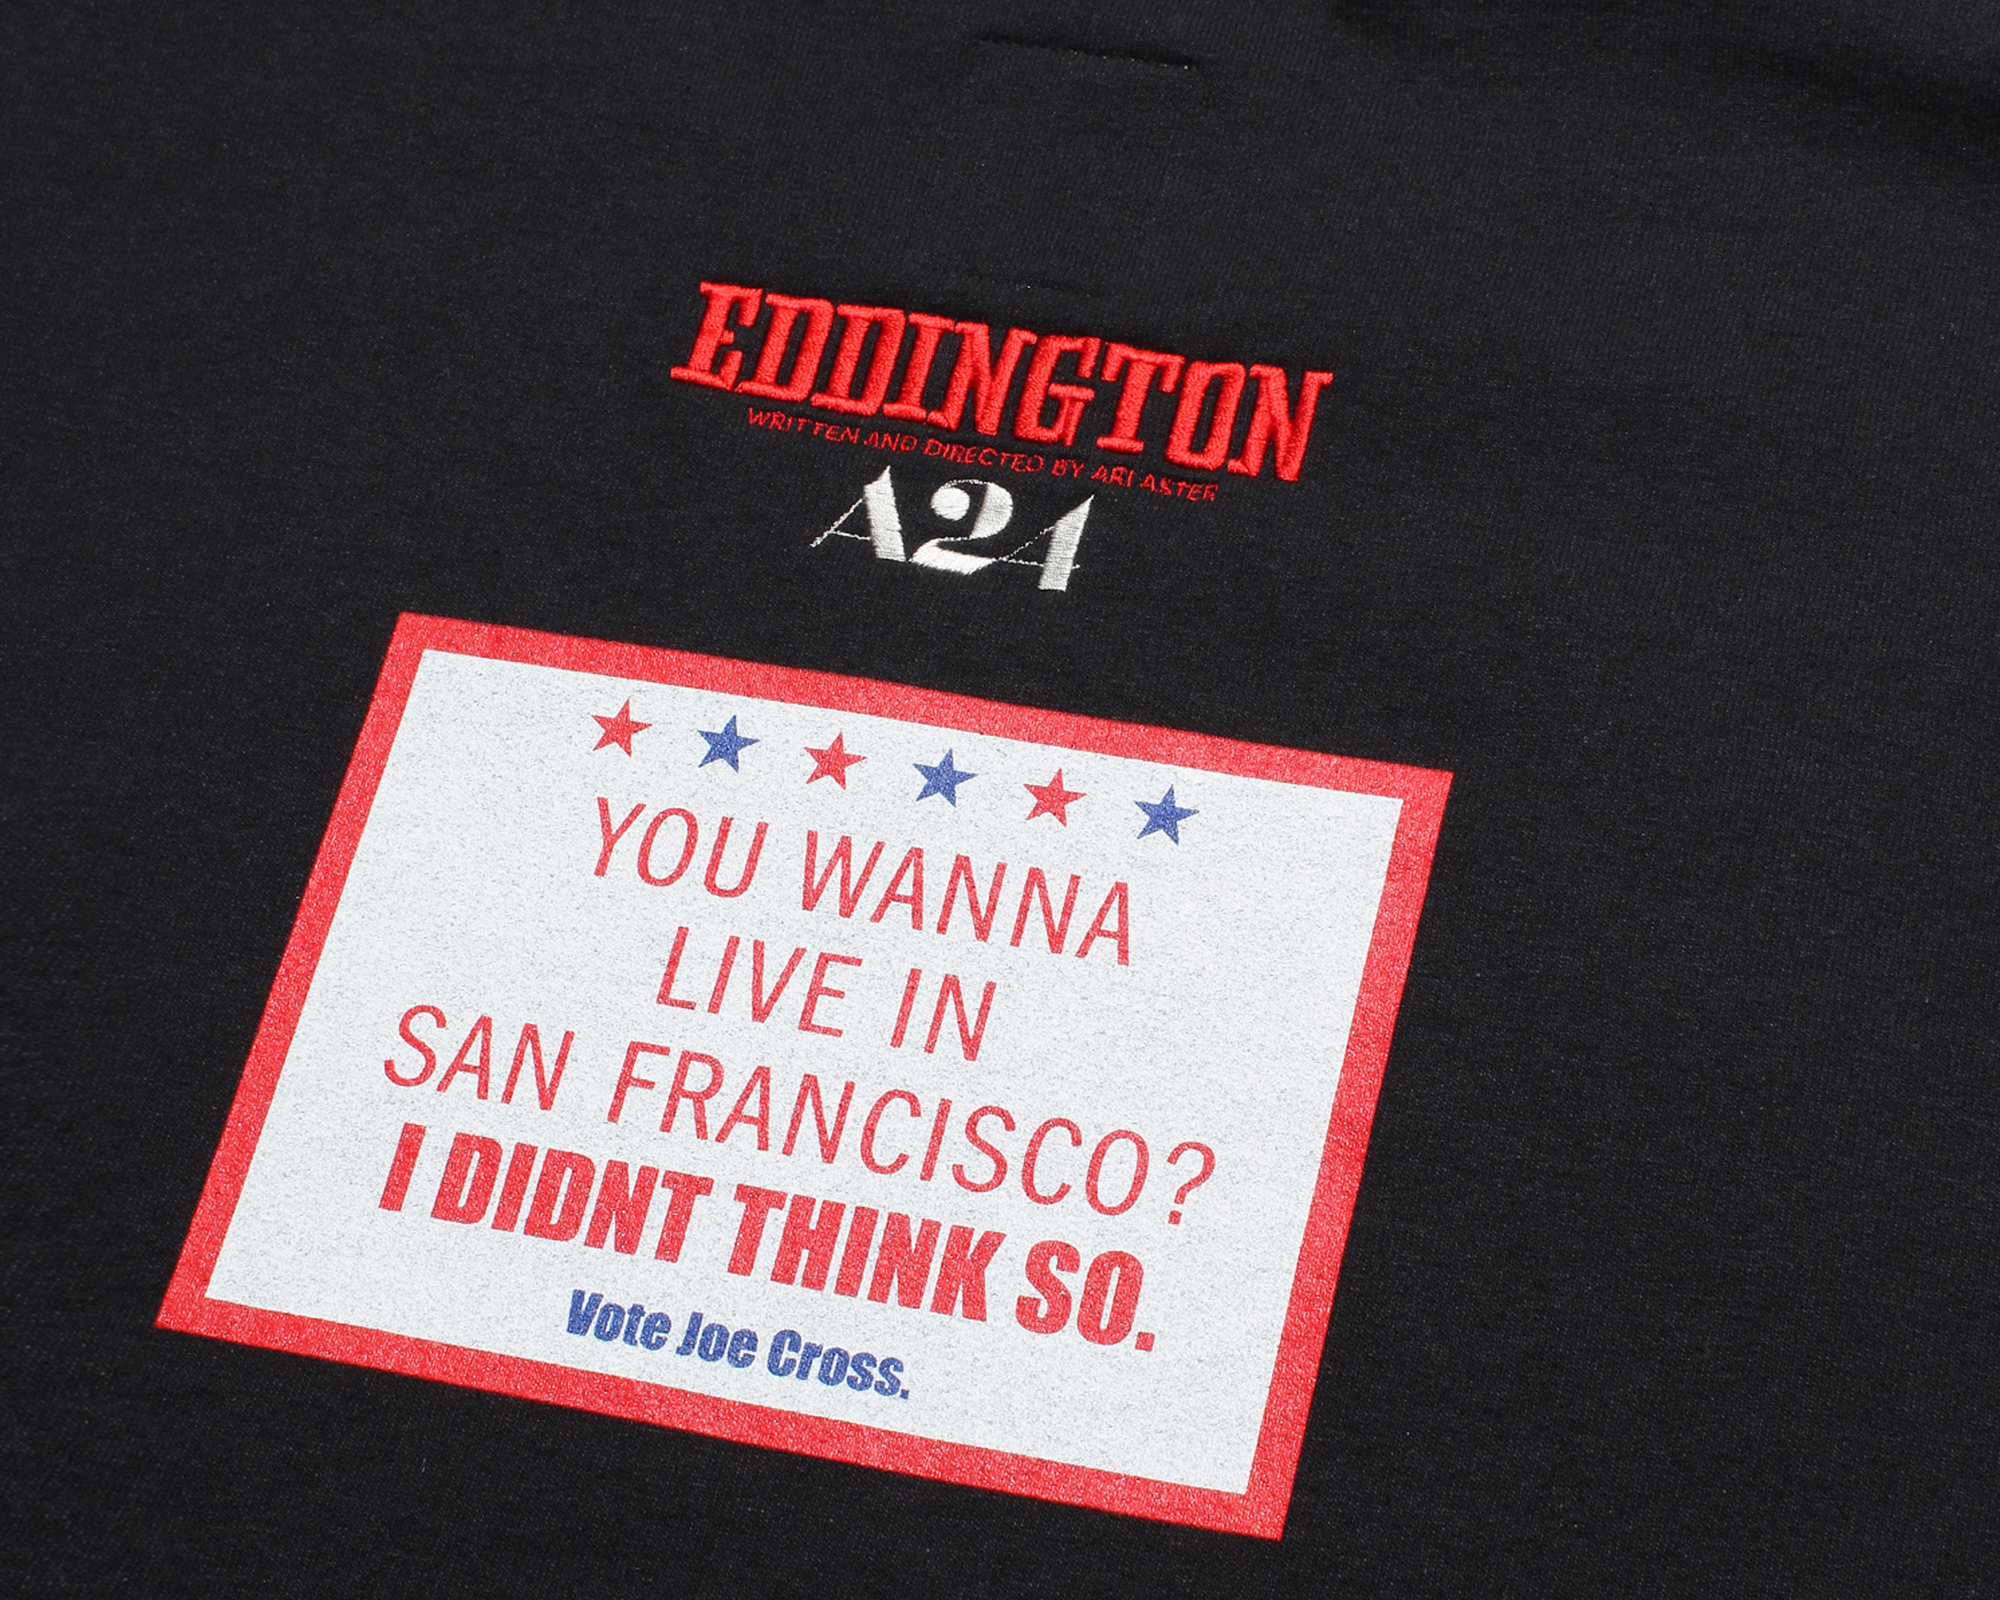 EDDINGTON
WRITTEN AND DIRECTED BY ARI ASTER
A24
YOU WANNA
LIVE IN
SAN FRANCISCO?
I DIDNT THINK SO.
Vote Joe Cross.